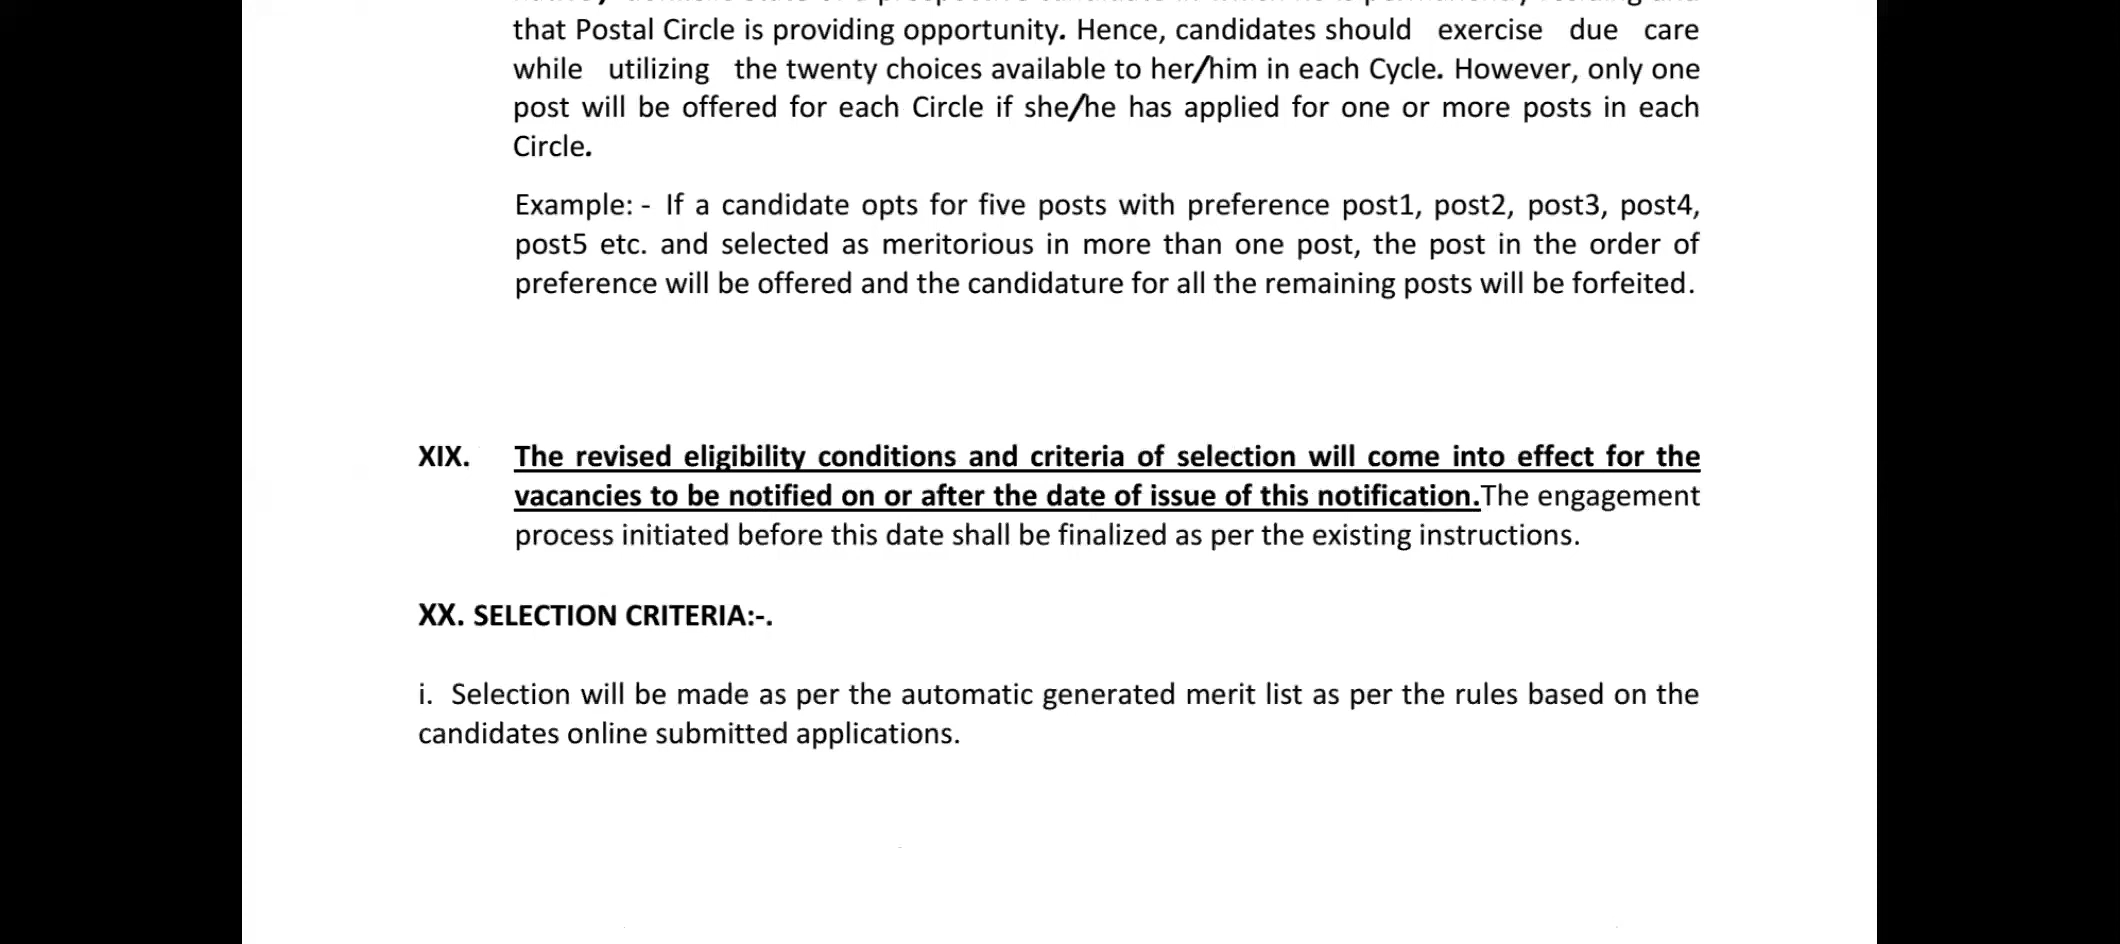 that Postal Circle is providing opportunity. Hence, candidates should exercise due care
while utilizing the twenty choices available to her/him in each Cycle. However, only one
post will be offered for each Circle if she/he has applied for one or more posts in each
Circle.
Example: - If a candidate opts for five posts with preference post1, post2, post3, post4,
post5 etc. and selected as meritorious in more than one post, the post in the order of
preference will be offered and the candidature for all the remaining posts will be forfeited.
XIX. The revised eligibility conditions and criteria of selection will come into effect for the
vacancies to be notified on or after the date of issue of this notification.The engagement
process initiated before this date shall be finalized as per the existing instructions.
XX. SELECTION CRITERIA:-.
i. Selection will be made as per the automatic generated merit list as per the rules based on the
candidates online submitted applications.